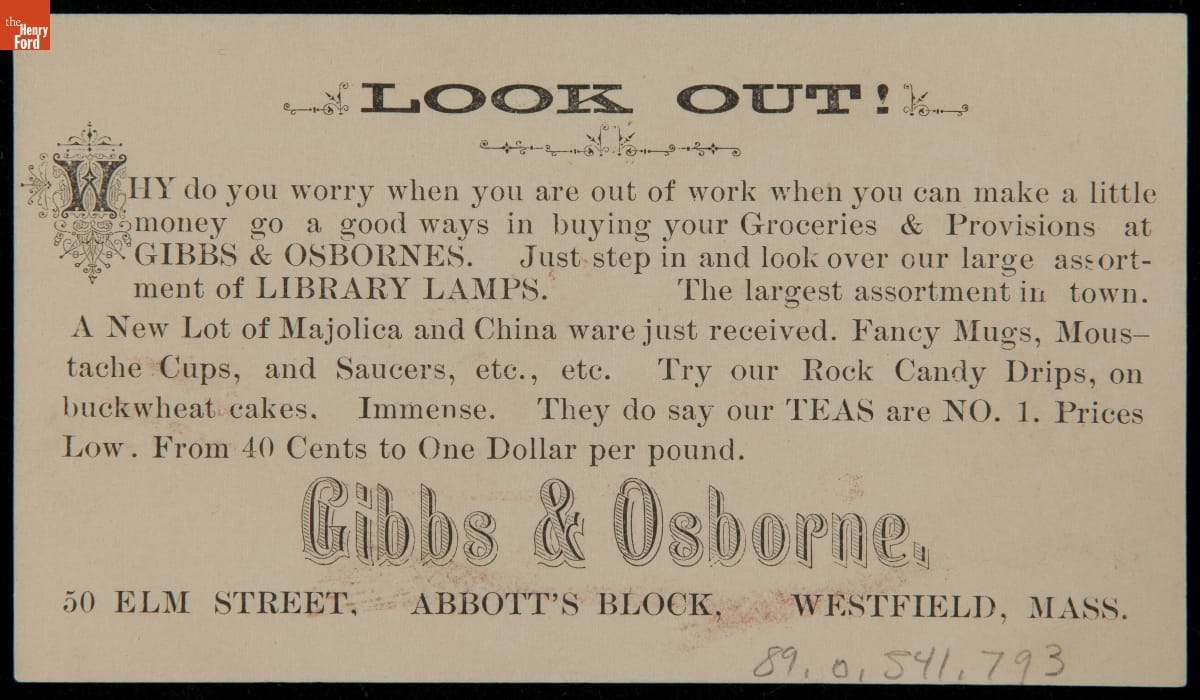 the
Henry
Ford
LOOK OUT!
WHY do you worry when you are out of work when you can make a little
money go a good ways in buying your Groceries & Provisions at
GIBBS & OSBORNES. Just step in and look over our large assort-
ment of LIBRARY LAMPS. The largest assortment in town.
A New Lot of Majolica and China ware just received. Fancy Mugs, Mous-
tache Cups, and Saucers, etc., etc. Try our Rock Candy Drips, on
buckwheat cakes. Immense. They do say our TEAS are NO. 1. Prices
Low. From 40 Cents to One Dollar per pound.
Gibbs & Osborne.
50 ELM STREET, ABBOTT'S BLOCK, WESTFIELD, MASS.
89.0.541.793